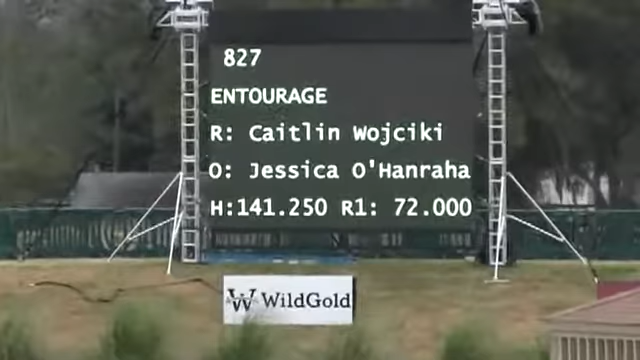 827
ENTOURAGE
R: Caitlin Wojciki
O: Jessica O'Hanraha
H:141.250 R1: 72.000
W WildGold